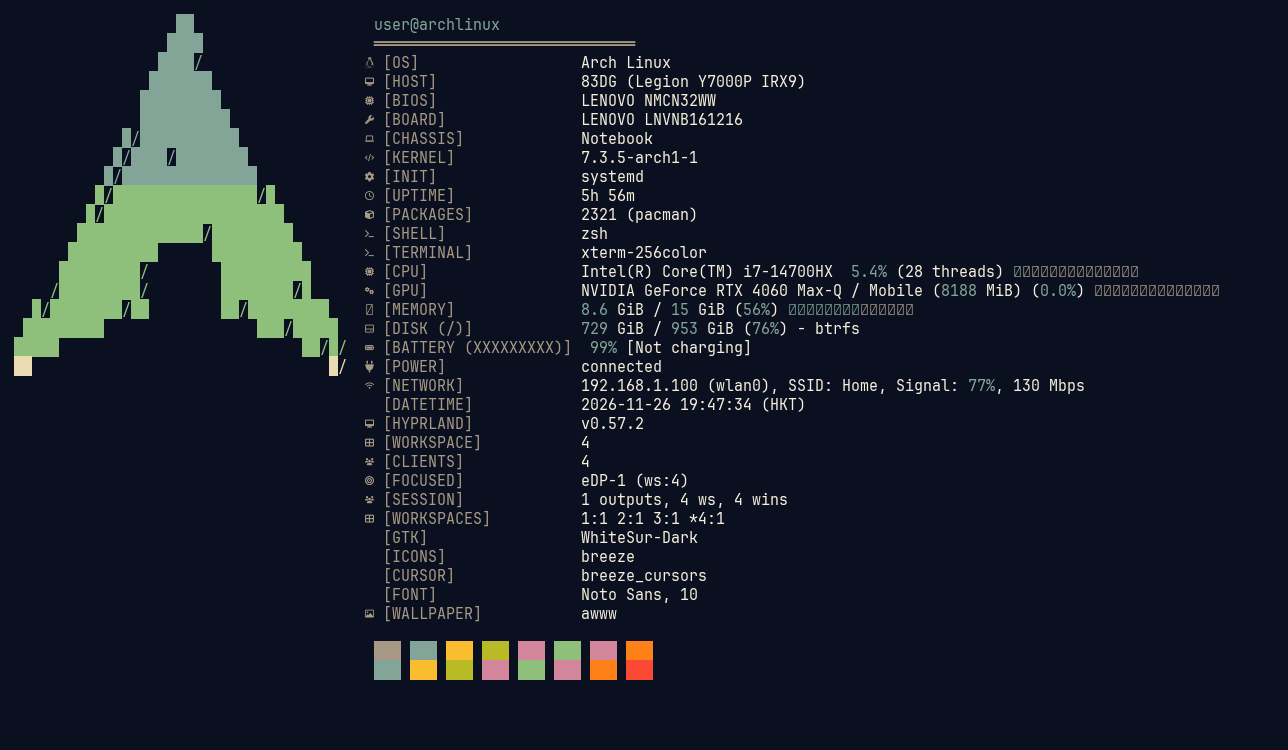 user@archlinux
[OS] Arch Linux
[HOST] 83DG (Legion Y7000P IRX9)
[BIOS] LENOVO NMCN32WW
[BOARD] LENOVO LNVNB161216
[CHASSIS] Notebook
[KERNEL] 7.3.5-arch1-1
[INIT] systemd
[UPTIME] 5h 56m
[PACKAGES] 2321 (pacman)
[SHELL] zsh
[TERMINAL] xterm-256color
[CPU] Intel(R) Core(TM) i7-14700HX 5.4% (28 threads)
[GPU] NVIDIA GeForce RTX 4060 Max-Q / Mobile (8188 MiB) (0.0%)
[MEMORY] 8.6 GiB / 15 GiB (56%)
[DISK (/)] 729 GiB / 953 GiB (76%) - btrfs
[BATTERY (XXXXXXXXX)] 99% [Not charging]
[POWER] connected
[NETWORK] 192.168.1.100 (wlan0), SSID: Home, Signal: 77%, 130 Mbps
[DATETIME] 2026-11-26 19:47:34 (HKT)
[HYPRLAND] v0.57.2
[WORKSPACE] 4
[CLIENTS] 4
[FOCUSED] eDP-1 (ws:4)
[SESSION] 1 outputs, 4 ws, 4 wins
[WORKSPACES] 1:1 2:1 3:1 *4:1
[GTK] WhiteSur-Dark
[ICONS] breeze
[CURSOR] breeze_cursors
[FONT] Noto Sans, 10
[WALLPAPER] awww